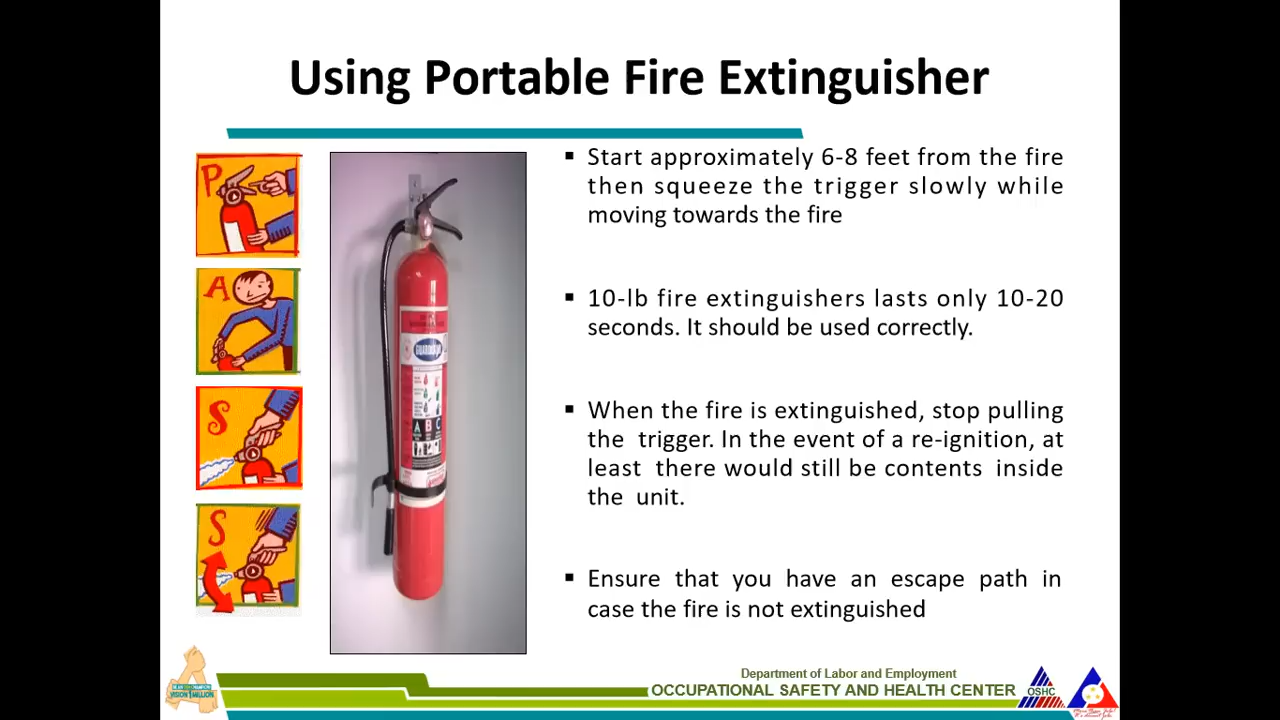 Using Portable Fire Extinguisher
P
A
S
S
A B C
▪ Start approximately 6-8 feet from the fire
then squeeze the trigger slowly while
moving towards the fire
▪ 10-lb fire extinguishers lasts only 10-20
seconds. It should be used correctly.
▪ When the fire is extinguished, stop pulling
the trigger. In the event of a re-ignition, at
least there would still be contents inside
the unit.
▪ Ensure that you have an escape path in
case the fire is not extinguished
VISION 1 MILLION
Department of Labor and Employment
OCCUPATIONAL SAFETY AND HEALTH CENTER
OSHC